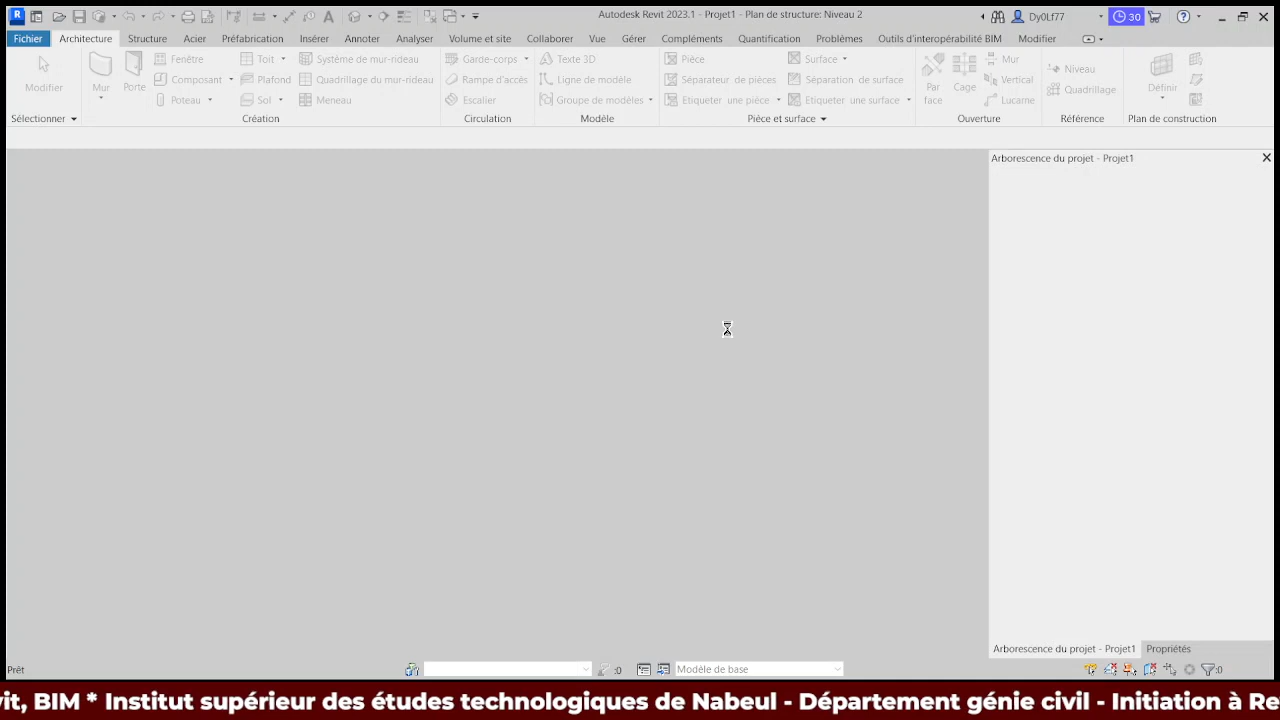 Autodesk Revit 2023.1 - Projet1 - Plan de structure: Niveau 2
Dy0Lf77
30
Fichier Architecture Structure Acier Préfabrication Insérer Annoter Analyser Volume et site Collaborer Vue Gérer Compléments Quantification Problèmes Outils d'interopérabilité BIM Modifier
Modifier
Mur
Porte
Fenêtre
Composant
Poteau
Toit
Plafond
Sol
Système de mur-rideau
Quadrillage du mur-rideau
Meneau
Garde-corps
Rampe d'accès
Escalier
Texte 3D
Ligne de modèle
Groupe de modèles
Pièce
Séparateur de pièces
Etiqueter une pièce
Surface
Séparation de surface
Etiqueter une surface
Par face
Cage
Mur
Vertical
Lucarne
Niveau
Quadrillage
Définir
Sélectionner Création Circulation Modèle Pièce et surface Ouverture Référence Plan de construction
Arborescence du projet - Projet1
Arborescence du projet - Projet1 Propriétés
Prêt
:0
Modèle de base
:0
vit, BIM * Institut supérieur des études technologiques de Nabeul - Département génie civil - Initiation à Re